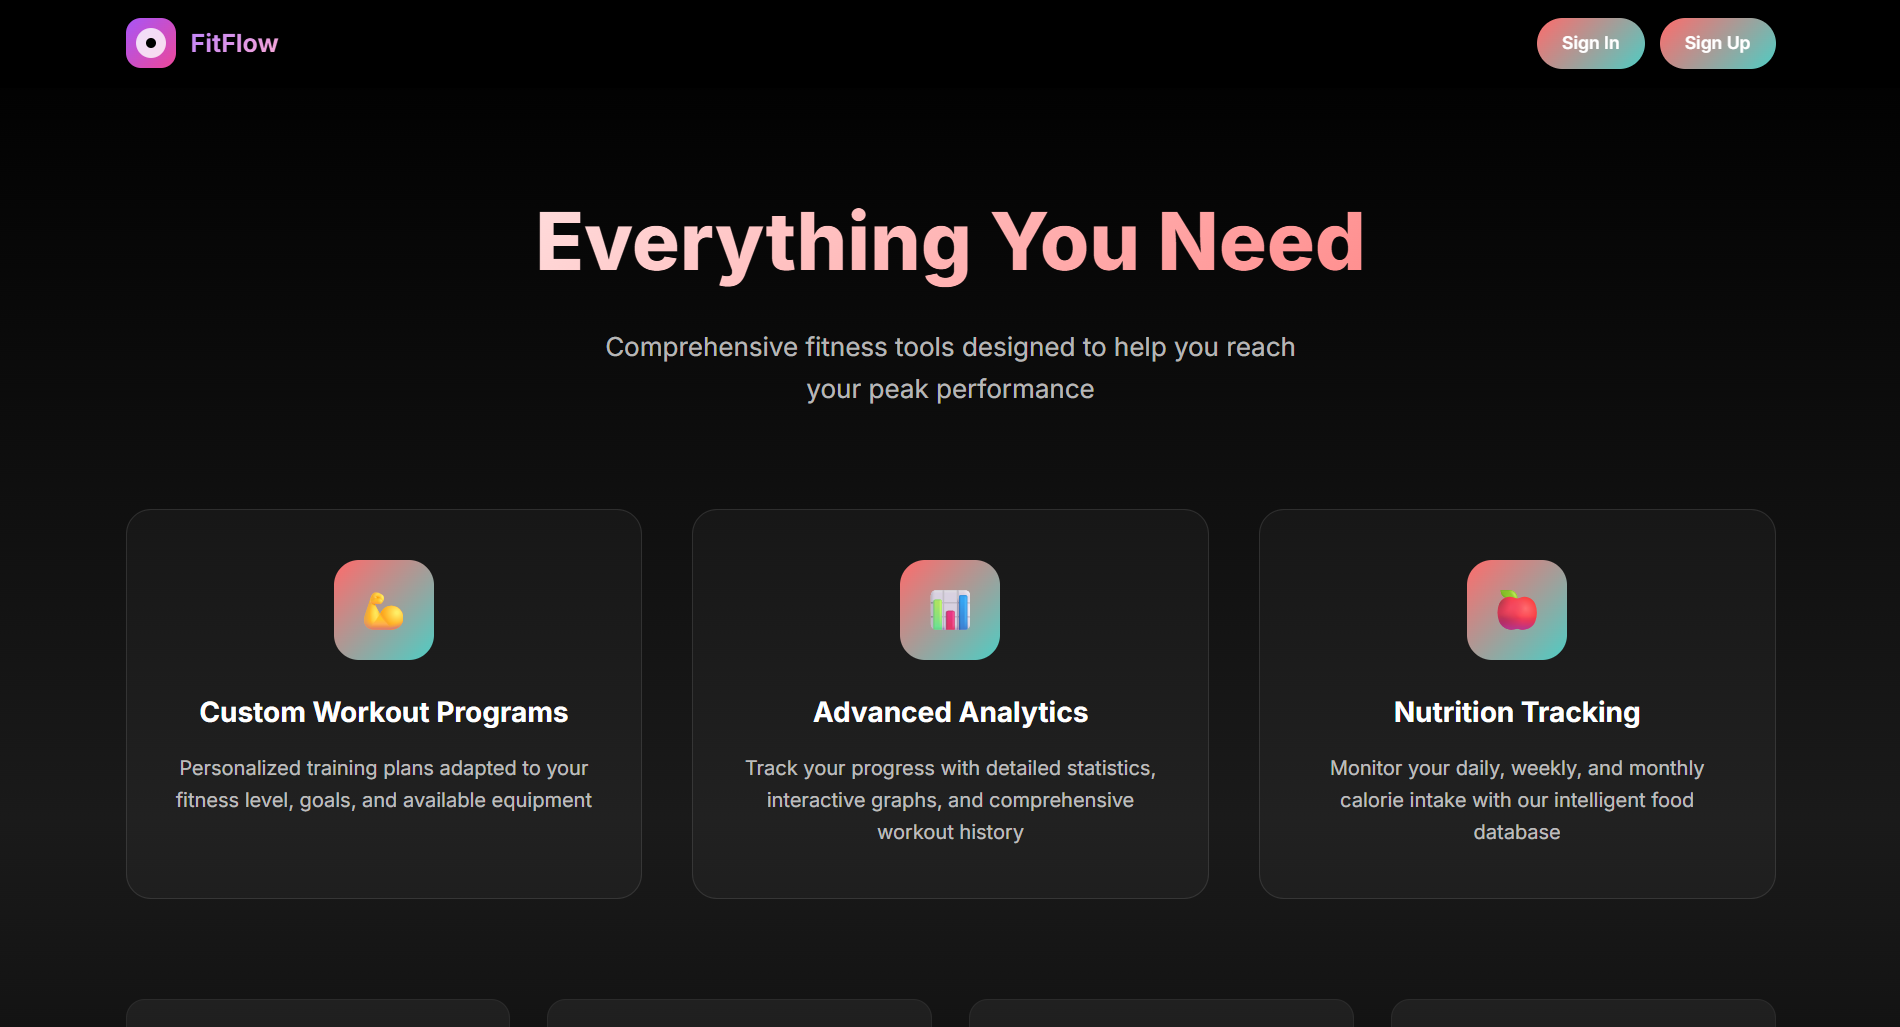 FitFlow
Sign In
Sign Up
Everything You Need
Comprehensive fitness tools designed to help you reach
your peak performance
Custom Workout Programs
Personalized training plans adapted to your
fitness level, goals, and available equipment
Advanced Analytics
Track your progress with detailed statistics,
interactive graphs, and comprehensive
workout history
Nutrition Tracking
Monitor your daily, weekly, and monthly
calorie intake with our intelligent food
database